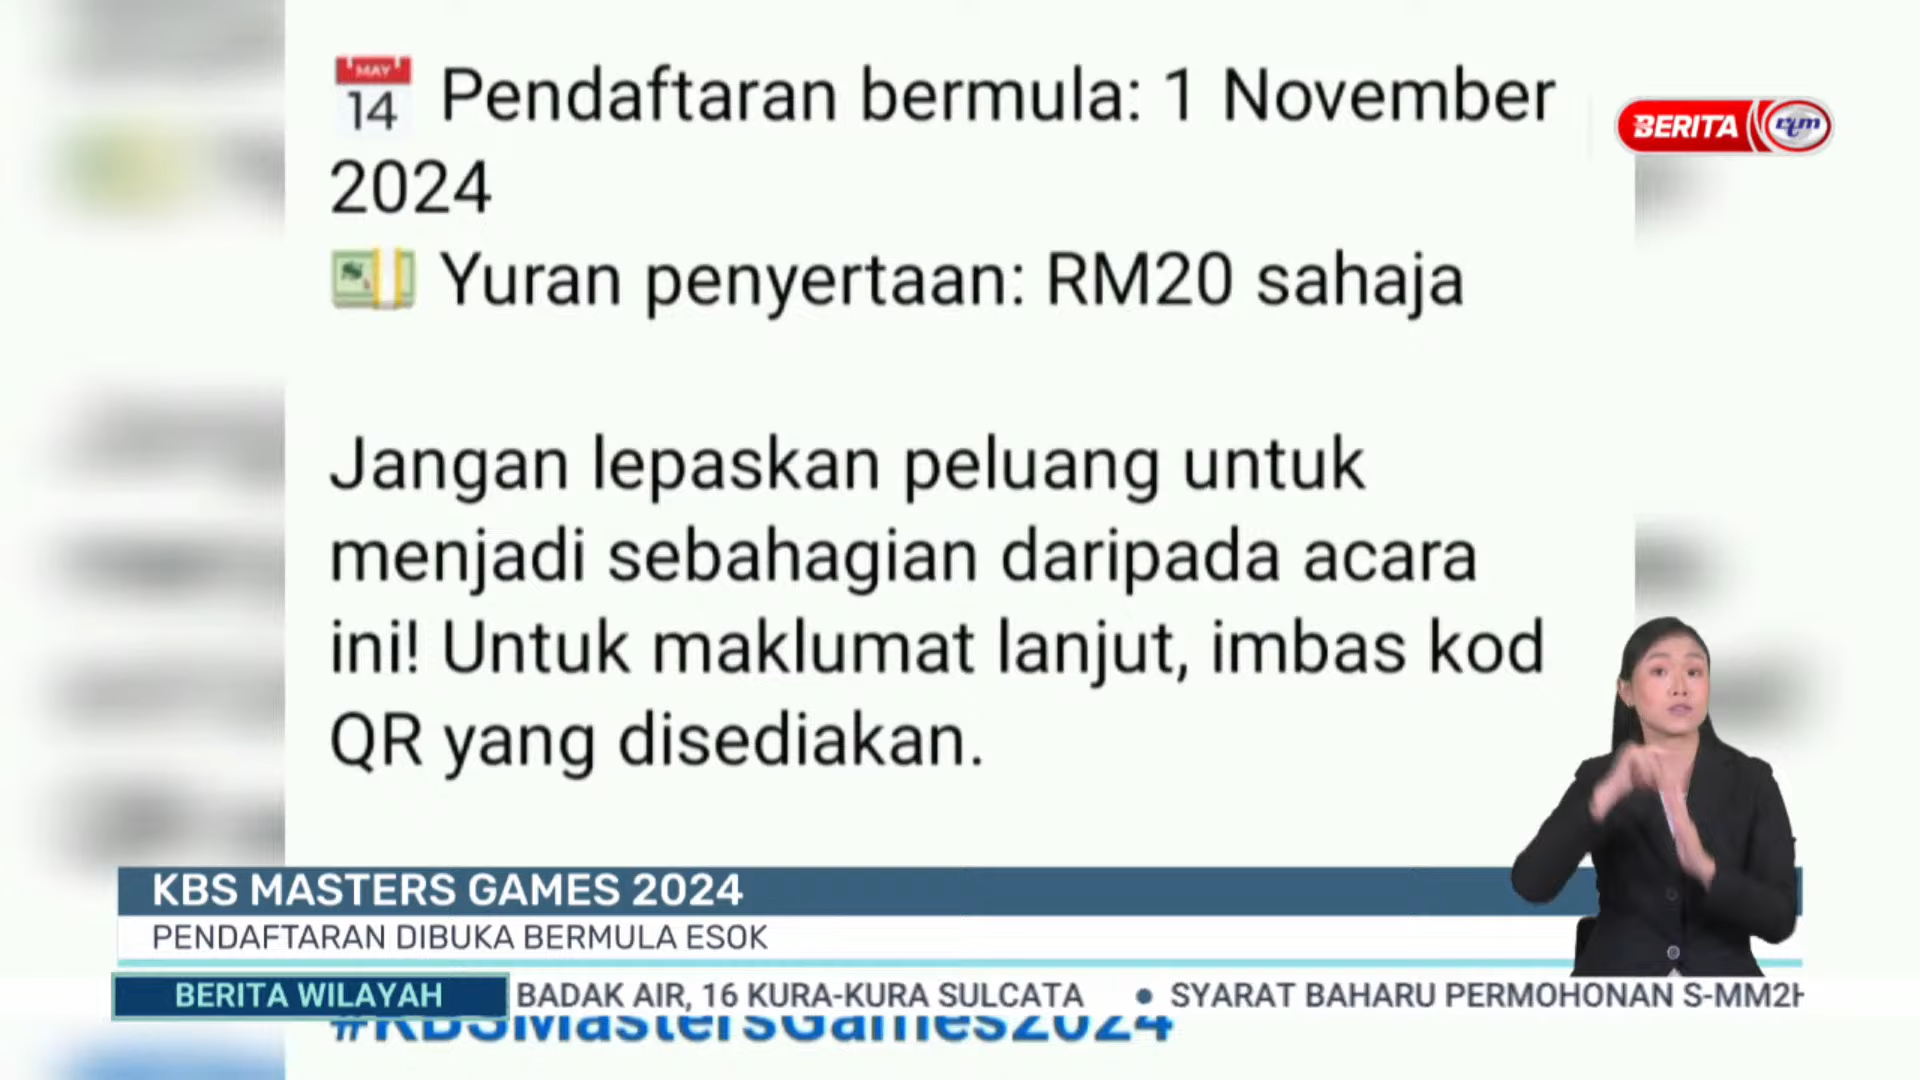 MAY
14 Pendaftaran bermula: 1 November
2024
Yuran penyertaan: RM20 sahaja
Jangan lepaskan peluang untuk
menjadi sebahagian daripada acara
ini! Untuk maklumat lanjut, imbas kod
QR yang disediakan.
BERITA rtm
KBS MASTERS GAMES 2024
PENDAFTARAN DIBUKA BERMULA ESOK
BERITA WILAYAH BADAK AIR, 16 KURA-KURA SULCATA • SYARAT BAHARU PERMOHONAN S-MM2H
#KBSMastersGames2024